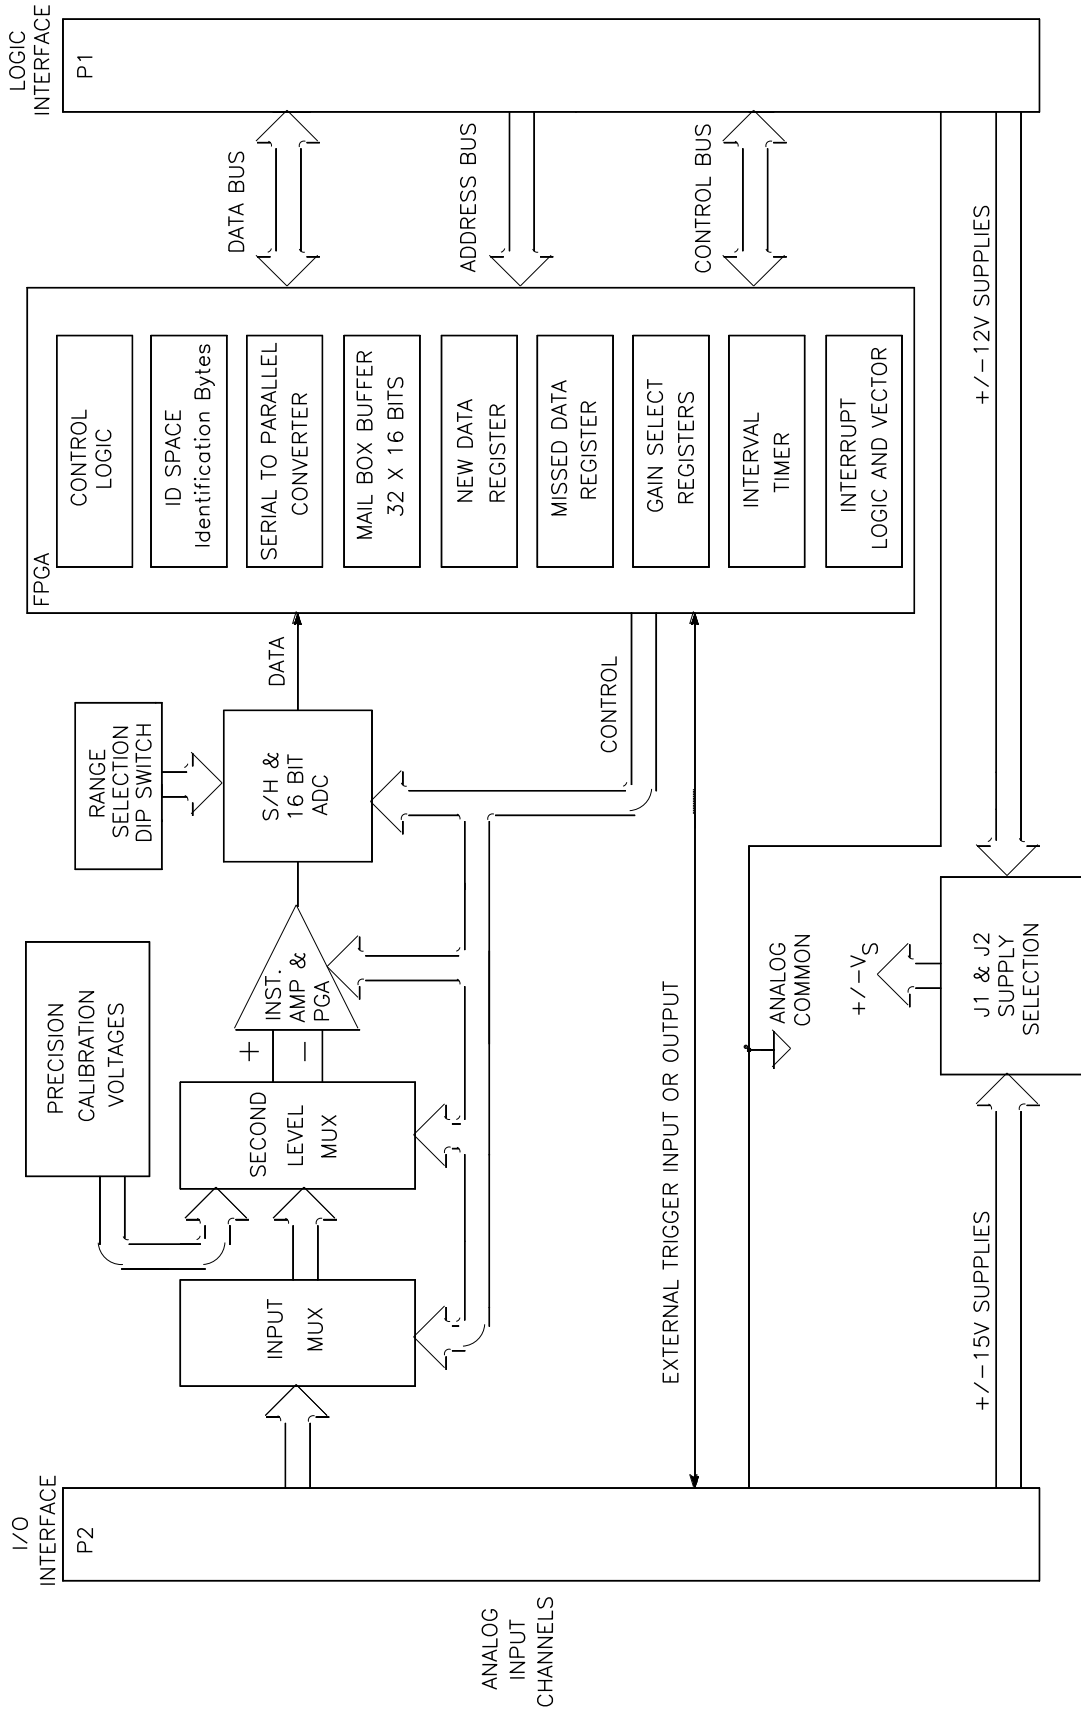 I/O
INTERFACE
P2
ANALOG
INPUT
CHANNELS
INPUT
MUX
PRECISION
CALIBRATION
VOLTAGES
SECOND
LEVEL
MUX
+
−
INST.
AMP &
PGA
RANGE
SELECTION
DIP SWITCH
S/H &
16 BIT
ADC
DATA
CONTROL
FPGA
CONTROL
LOGIC
ID SPACE
Identification Bytes
SERIAL TO PARALLEL
CONVERTER
MAIL BOX BUFFER
32 X 16 BITS
NEW DATA
REGISTER
MISSED DATA
REGISTER
GAIN SELECT
REGISTERS
INTERVAL
TIMER
INTERRUPT
LOGIC AND VECTOR
DATA BUS
ADDRESS BUS
CONTROL BUS
LOGIC
INTERFACE
P1
EXTERNAL TRIGGER INPUT OR OUTPUT
ANALOG
COMMON
+/−VS
+/−15V SUPPLIES
J1 & J2
SUPPLY
SELECTION
+/−12V SUPPLIES